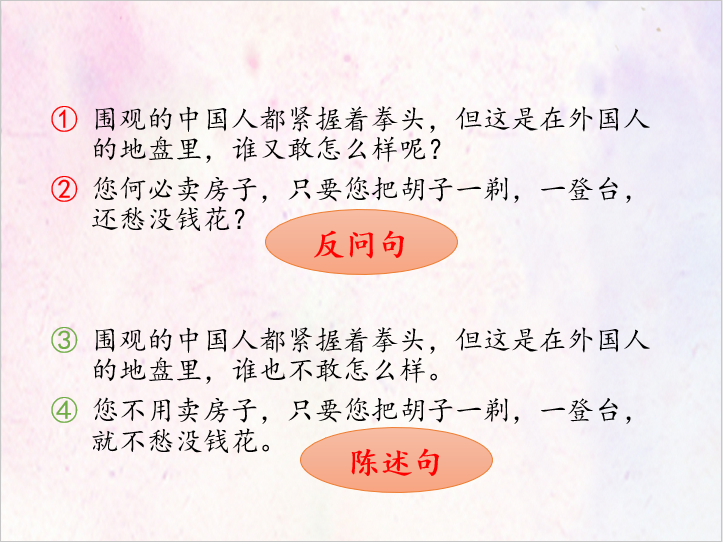 ① 围观的中国人都紧握着拳头，但这是在外国人
的地盘里，谁又敢怎么样呢？
② 您何必卖房子，只要您把胡子一剃，一登台，
还愁没钱花？
反问句
③ 围观的中国人都紧握着拳头，但这是在外国人
的地盘里，谁也不敢怎么样。
④ 您不用卖房子，只要您把胡子一剃，一登台，
就不愁没钱花。
陈述句